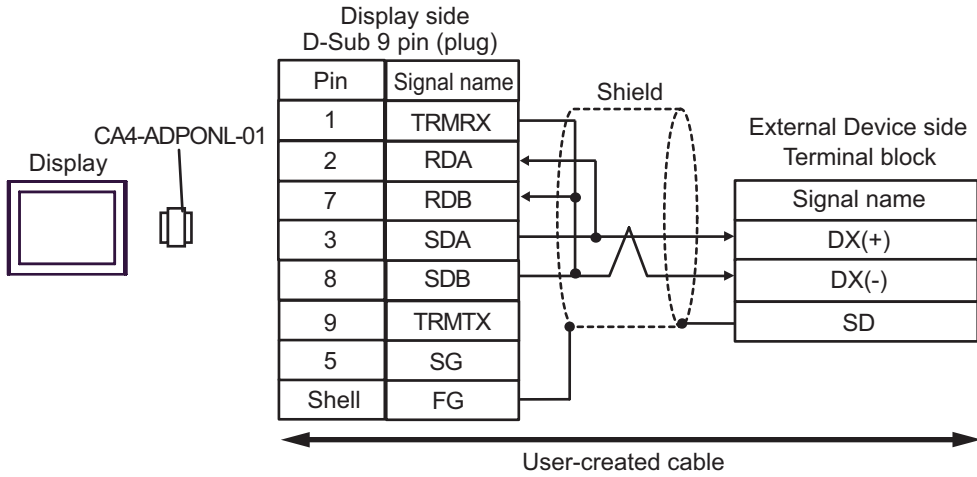 Display side
D-Sub 9 pin (plug)
Pin Signal name
1 TRMRX
2 RDA
7 RDB
3 SDA
8 SDB
9 TRMTX
5 SG
Shell FG
Shield
CA4-ADPONL-01
Display
External Device side
Terminal block
Signal name
DX(+)
DX(-)
SD
User-created cable